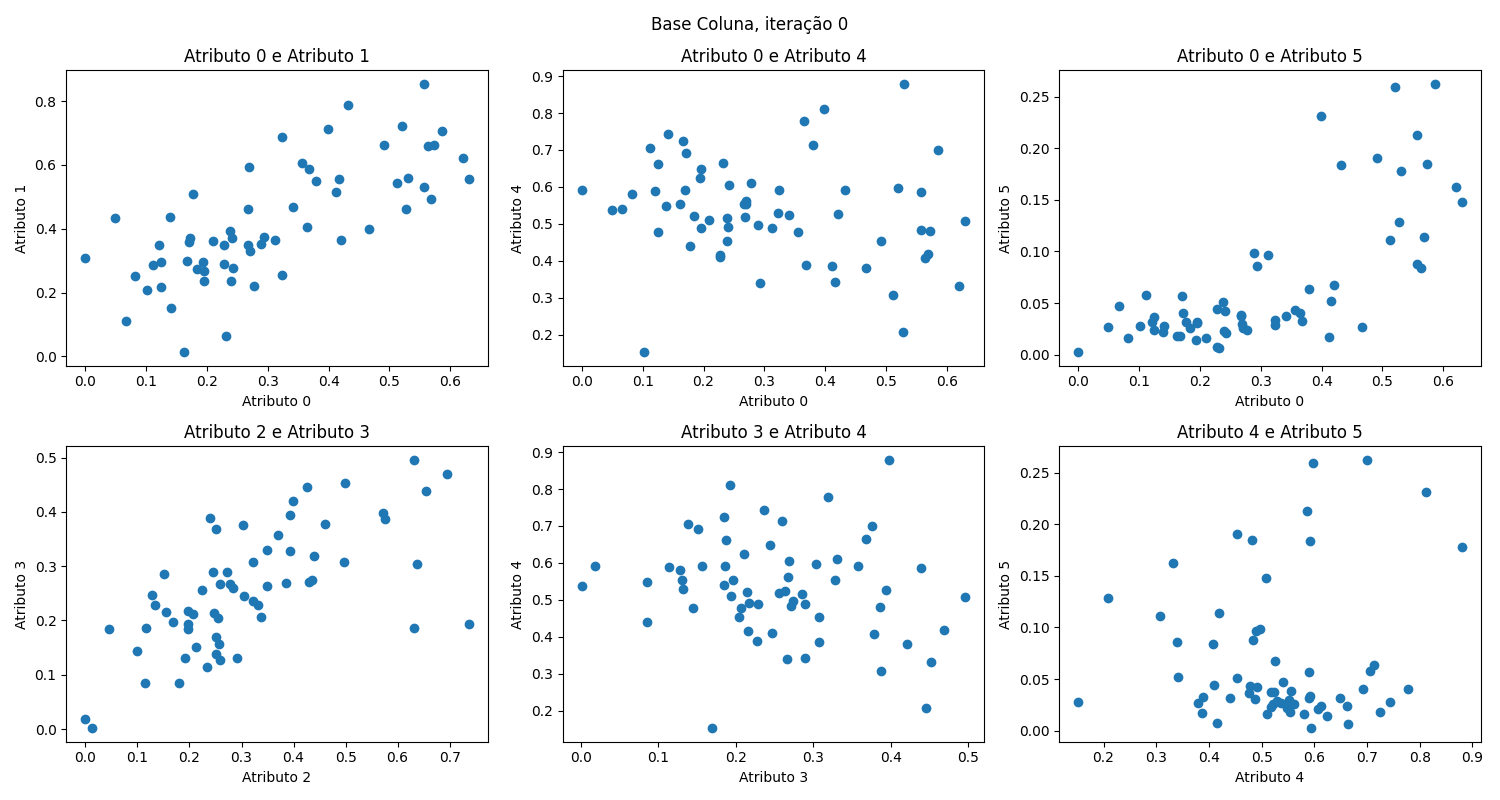 Base Coluna, iteração 0
Atributo 0 e Atributo 1
Atributo 1
0.8
0.6
0.4
0.2
0.0
0.0 0.1 0.2 0.3 0.4 0.5 0.6
Atributo 0
Atributo 0 e Atributo 4
Atributo 4
0.9
0.8
0.7
0.6
0.5
0.4
0.3
0.2
0.0 0.1 0.2 0.3 0.4 0.5 0.6
Atributo 0
Atributo 0 e Atributo 5
Atributo 5
0.25
0.20
0.15
0.10
0.05
0.00
0.0 0.1 0.2 0.3 0.4 0.5 0.6
Atributo 0
Atributo 2 e Atributo 3
Atributo 3
0.5
0.4
0.3
0.2
0.1
0.0
0.0 0.1 0.2 0.3 0.4 0.5 0.6 0.7
Atributo 2
Atributo 3 e Atributo 4
Atributo 4
0.9
0.8
0.7
0.6
0.5
0.4
0.3
0.2
0.0 0.1 0.2 0.3 0.4 0.5
Atributo 3
Atributo 4 e Atributo 5
Atributo 5
0.25
0.20
0.15
0.10
0.05
0.00
0.2 0.3 0.4 0.5 0.6 0.7 0.8 0.9
Atributo 4